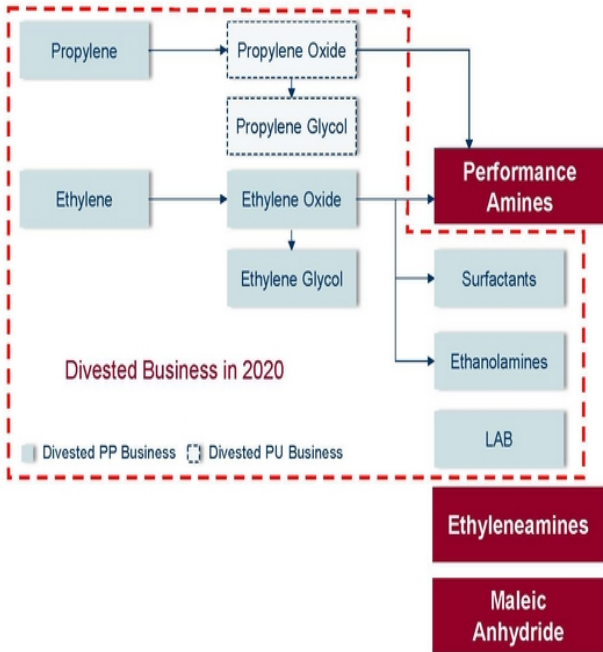 Propylene
Propylene Oxide
Propylene Glycol
Performance
Amines
Ethylene
Ethylene Oxide
Ethylene Glycol
Surfactants
Divested Business in 2020
Ethanolamines
LAB
Divested PP Business
Divested PU Business
Ethyleneamines
Maleic
Anhydride